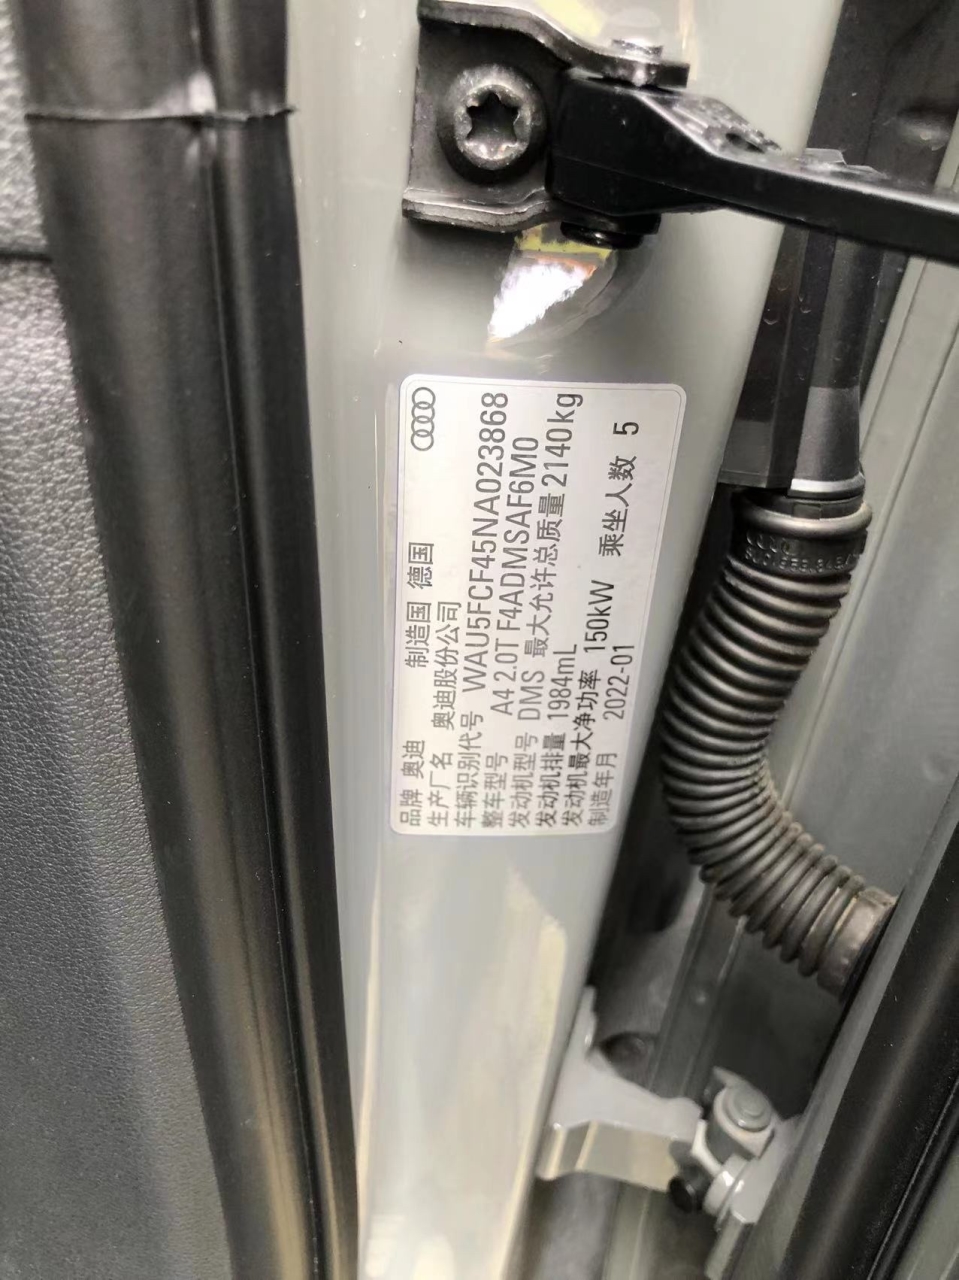 品牌 奥迪 制造国 德国
生产厂名 奥迪股份公司
车辆识别代号 WAU5FCF45NA023868
整车型号 A4 2.0T F4ADMSAF6M0
发动机型号 DMS 最大允许总质量 2140kg
发动机排量 1984mL
发动机最大净功率 150kW 乘坐人数 5
制造年月 2022-01